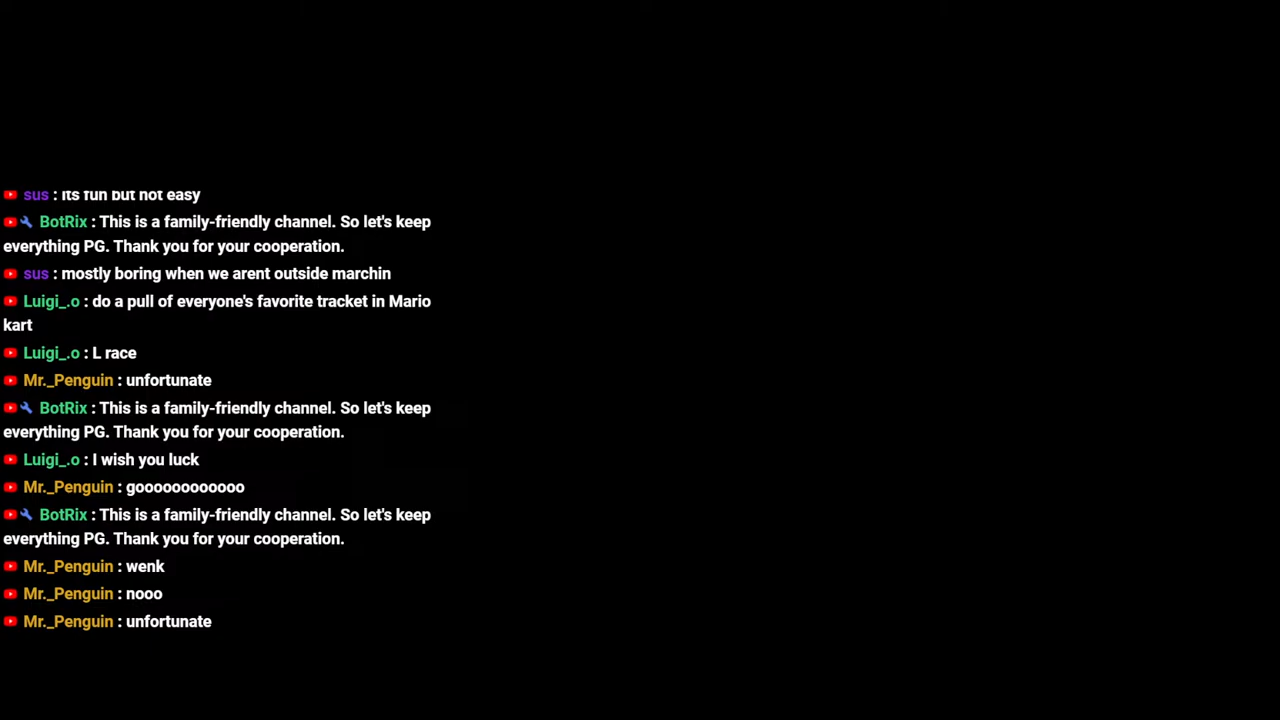 sus : its fun but not easy
BotRix : This is a family-friendly channel. So let's keep
everything PG. Thank you for your cooperation.
sus : mostly boring when we arent outside marchin
Luigi_.o : do a pull of everyone's favorite tracket in Mario
kart
Luigi_.o : L race
Mr._Penguin : unfortunate
BotRix : This is a family-friendly channel. So let's keep
everything PG. Thank you for your cooperation.
Luigi_.o : I wish you luck
Mr._Penguin : goooooooooooo
BotRix : This is a family-friendly channel. So let's keep
everything PG. Thank you for your cooperation.
Mr._Penguin : wenk
Mr._Penguin : nooo
Mr._Penguin : unfortunate